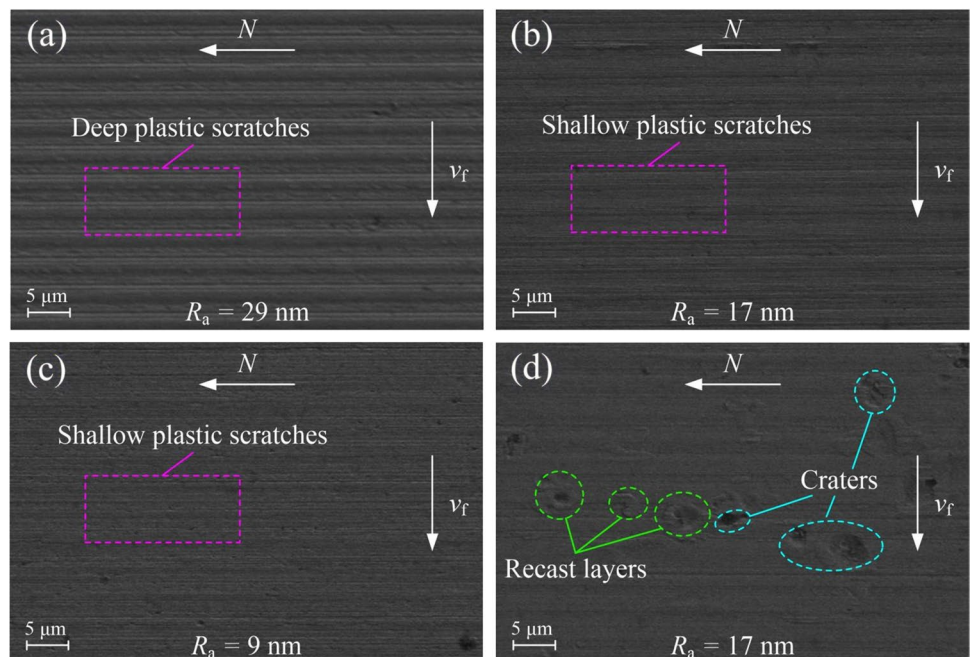 (a)
N
Deep plastic scratches
vf
5 μm
Ra = 29 nm
(b)
N
Shallow plastic scratches
vf
5 μm
Ra = 17 nm
(c)
N
Shallow plastic scratches
vf
5 μm
Ra = 9 nm
(d)
N
Craters
vf
Recast layers
5 μm
Ra = 17 nm